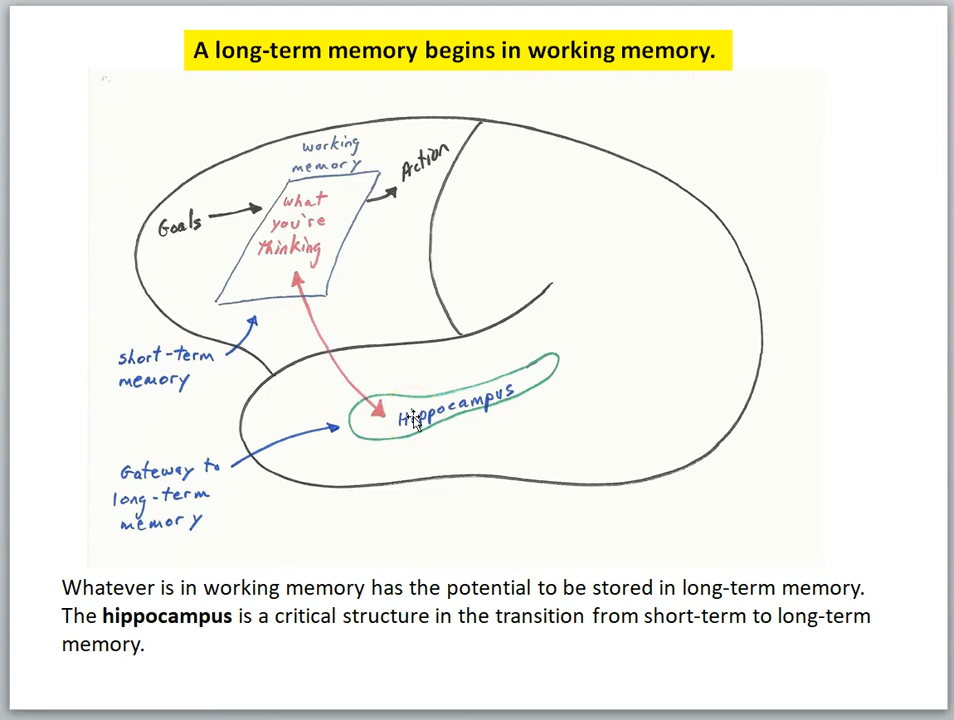 A long-term memory begins in working memory.
working
memory
Action
what
you're
thinking
Goals
short-term
memory
Hippocampus
Gateway to
long-term
memory
Whatever is in working memory has the potential to be stored in long-term memory.
The hippocampus is a critical structure in the transition from short-term to long-term
memory.